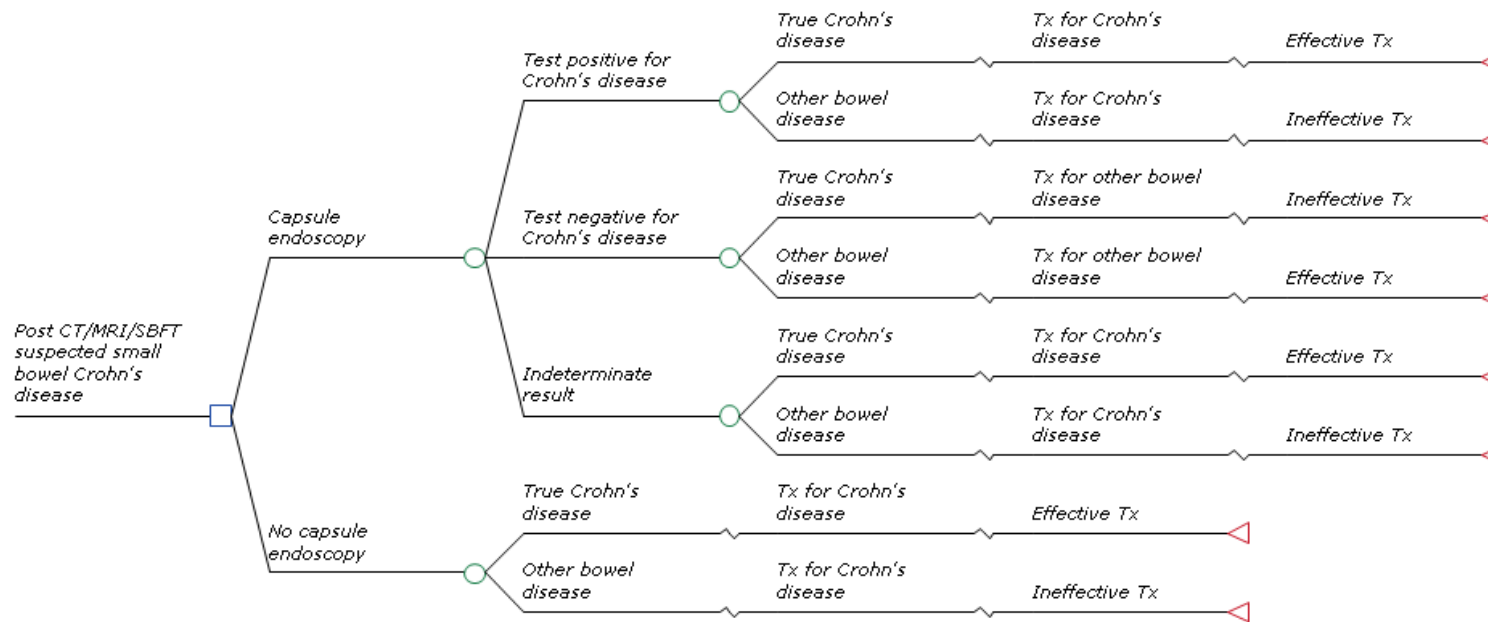 True Crohn's
disease
Tx for Crohn's
disease
Effective Tx
Test positive for
Crohn's disease
Other bowel
disease
Tx for Crohn's
disease
Ineffective Tx
Capsule
endoscopy
Test negative for
Crohn's disease
True Crohn's
disease
Tx for other bowel
disease
Ineffective Tx
Other bowel
disease
Tx for other bowel
disease
Effective Tx
Post CT/MRI/SBFT
suspected small
bowel Crohn's
disease
Indeterminate
result
True Crohn's
disease
Tx for Crohn's
disease
Effective Tx
Other bowel
disease
Tx for Crohn's
disease
Ineffective Tx
No capsule
endoscopy
True Crohn's
disease
Tx for Crohn's
disease
Effective Tx
Other bowel
disease
Tx for Crohn's
disease
Ineffective Tx